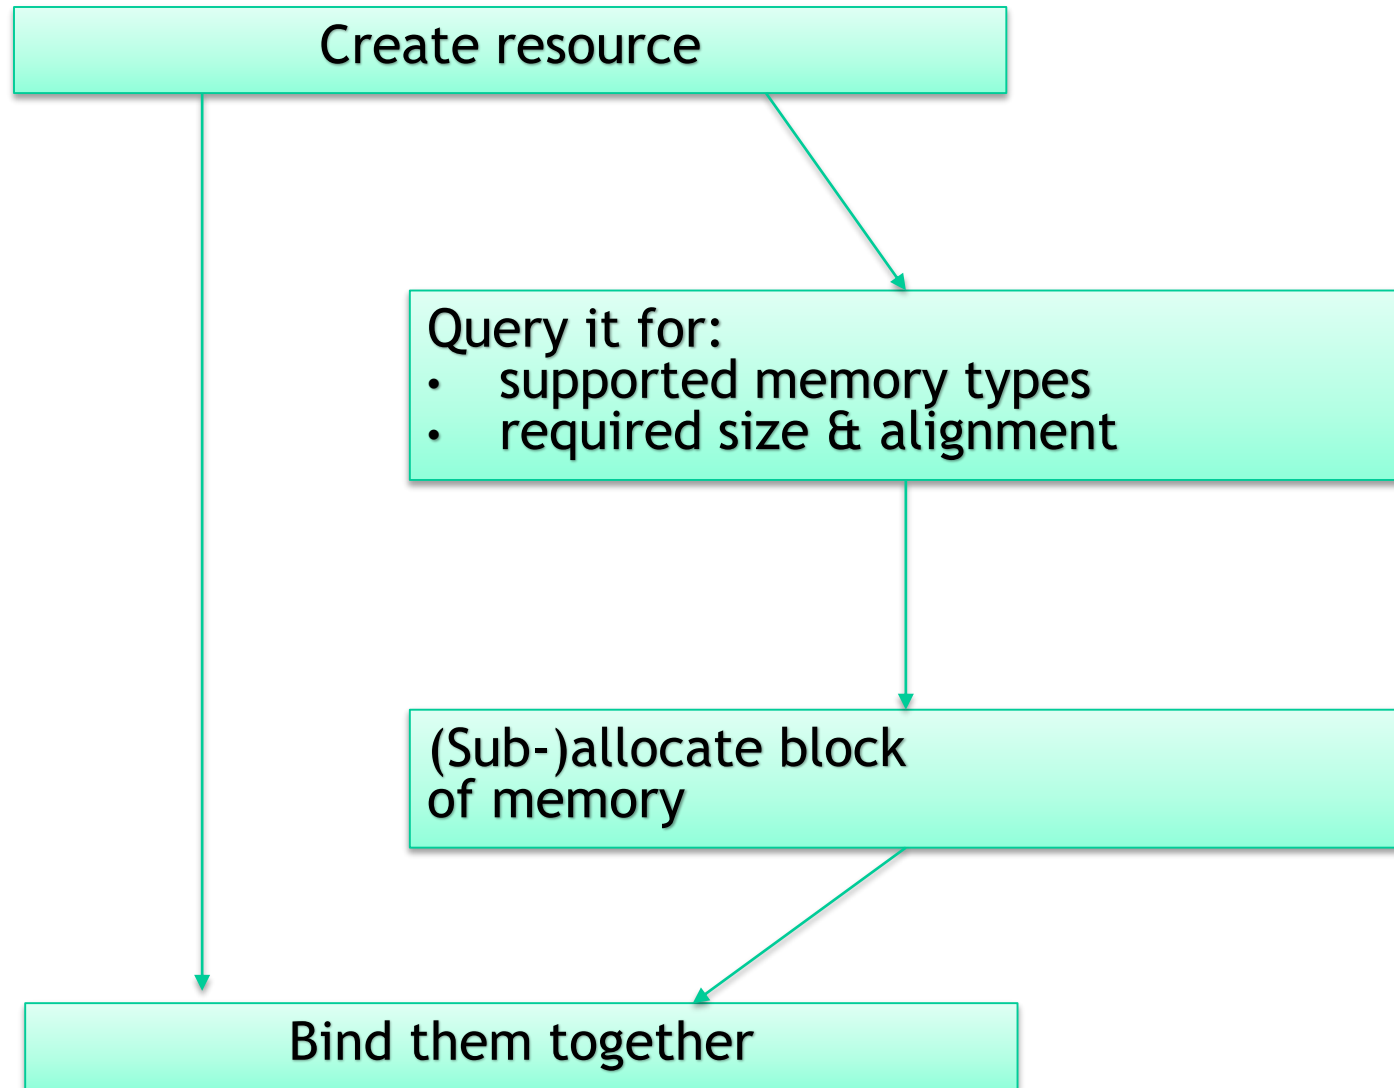 Create resource
Query it for:
• supported memory types
• required size & alignment
(Sub-)allocate block
of memory
Bind them together